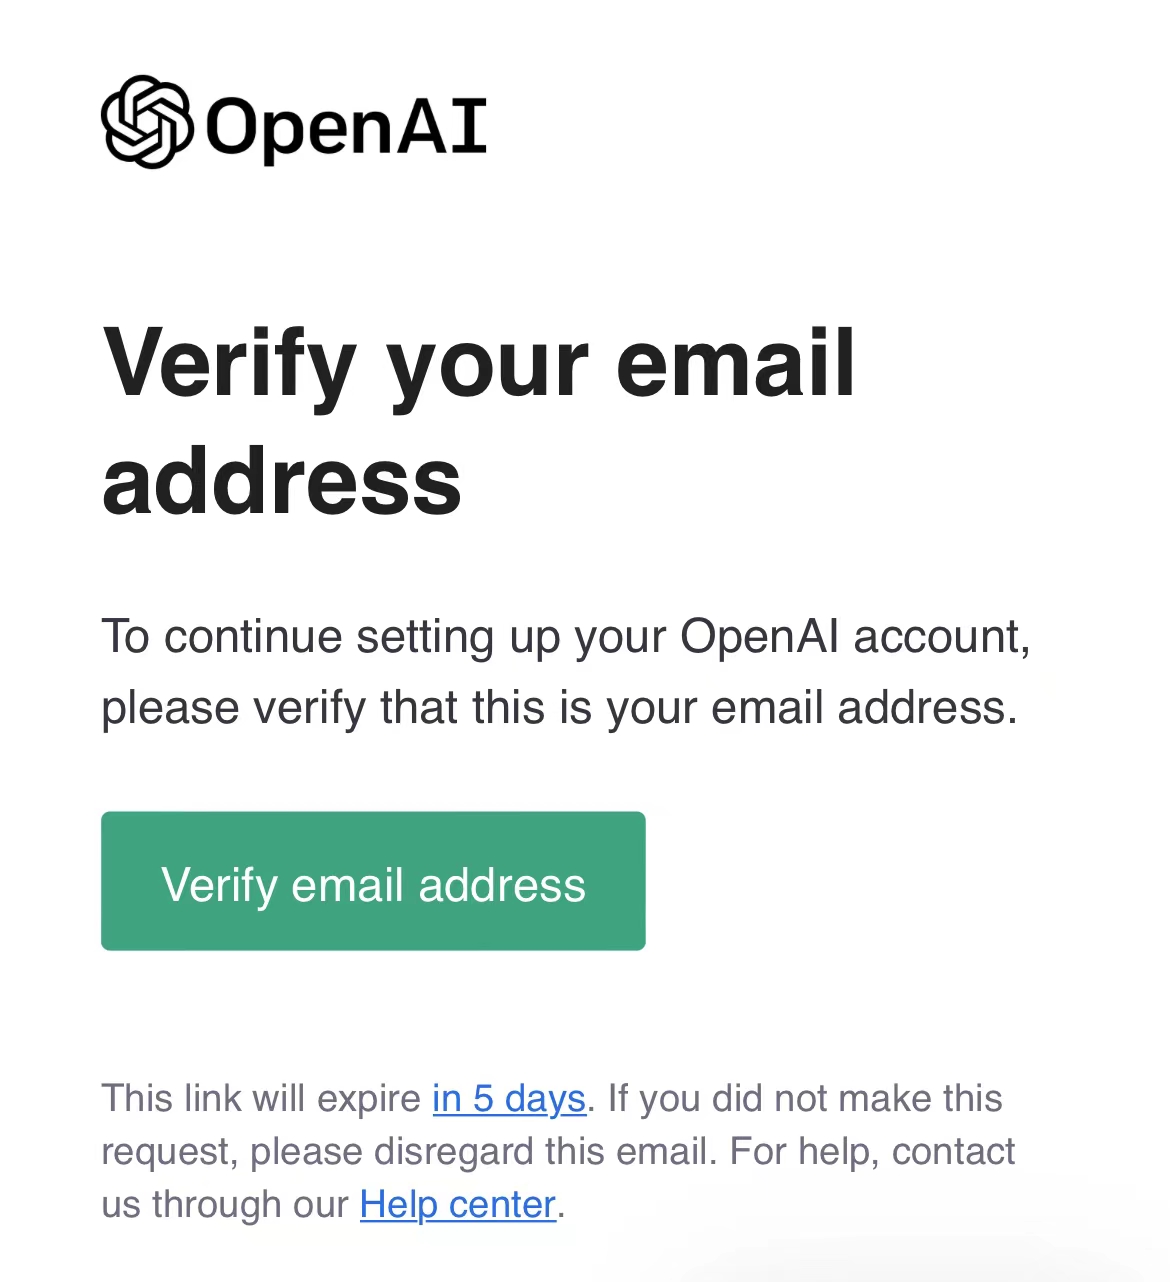 OpenAI
Verify your email
address
To continue setting up your OpenAI account,
please verify that this is your email address.
Verify email address
This link will expire in 5 days. If you did not make this
request, please disregard this email. For help, contact
us through our Help center.